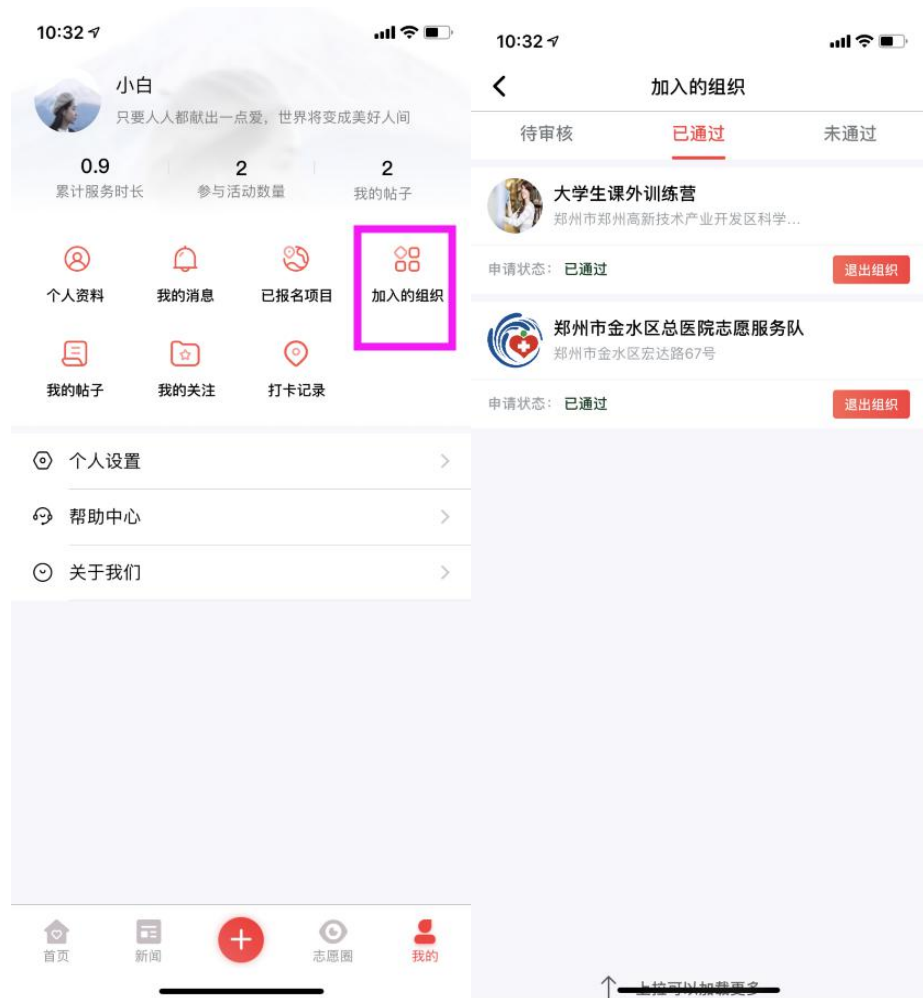 10:32
小白
只要人人都献出一点爱，世界将变成美好人间
0.9 2 2
累计服务时长 参与活动数量 我的帖子
个人资料 我的消息 已报名项目 加入的组织
我的帖子 我的关注 打卡记录
个人设置
帮助中心
关于我们
首页 新闻 志愿圈 我的
10:32
加入的组织
待审核 已通过 未通过
大学生课外训练营
郑州市郑州高新技术产业开发区科学...
申请状态： 已通过 退出组织
郑州市金水区总医院志愿服务队
郑州市金水区宏达路67号
申请状态： 已通过 退出组织
上拉可以加载更多